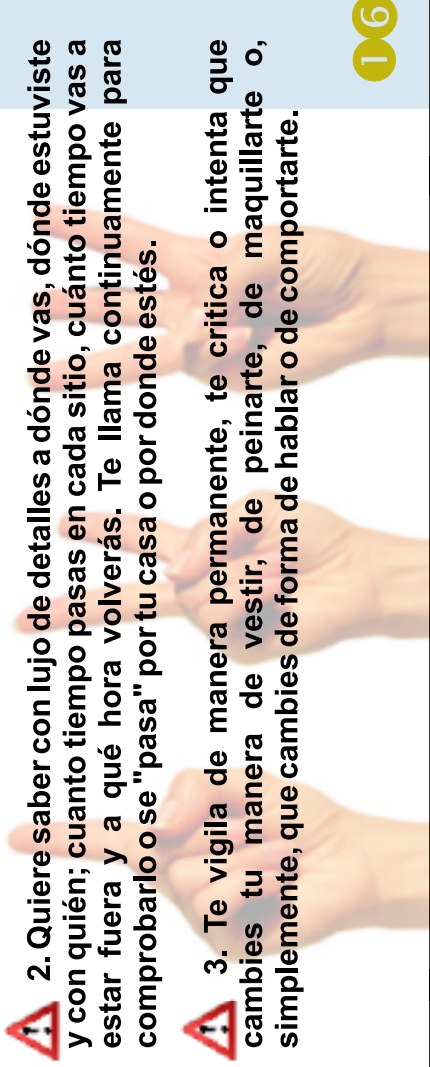 2. Quiere saber con lujo de detalles a dónde vas, dónde estuviste
y con quién; cuanto tiempo pasas en cada sitio, cuánto tiempo vas a
estar fuera y a qué hora volverás. Te llama continuamente para
comprobarlo o se "pasa" por tu casa o por donde estés.
3. Te vigila de manera permanente, te critica o intenta que
cambies tu manera de vestir, de peinarte, de maquillarte o,
simplemente, que cambies de forma de hablar o de comportarte.
16